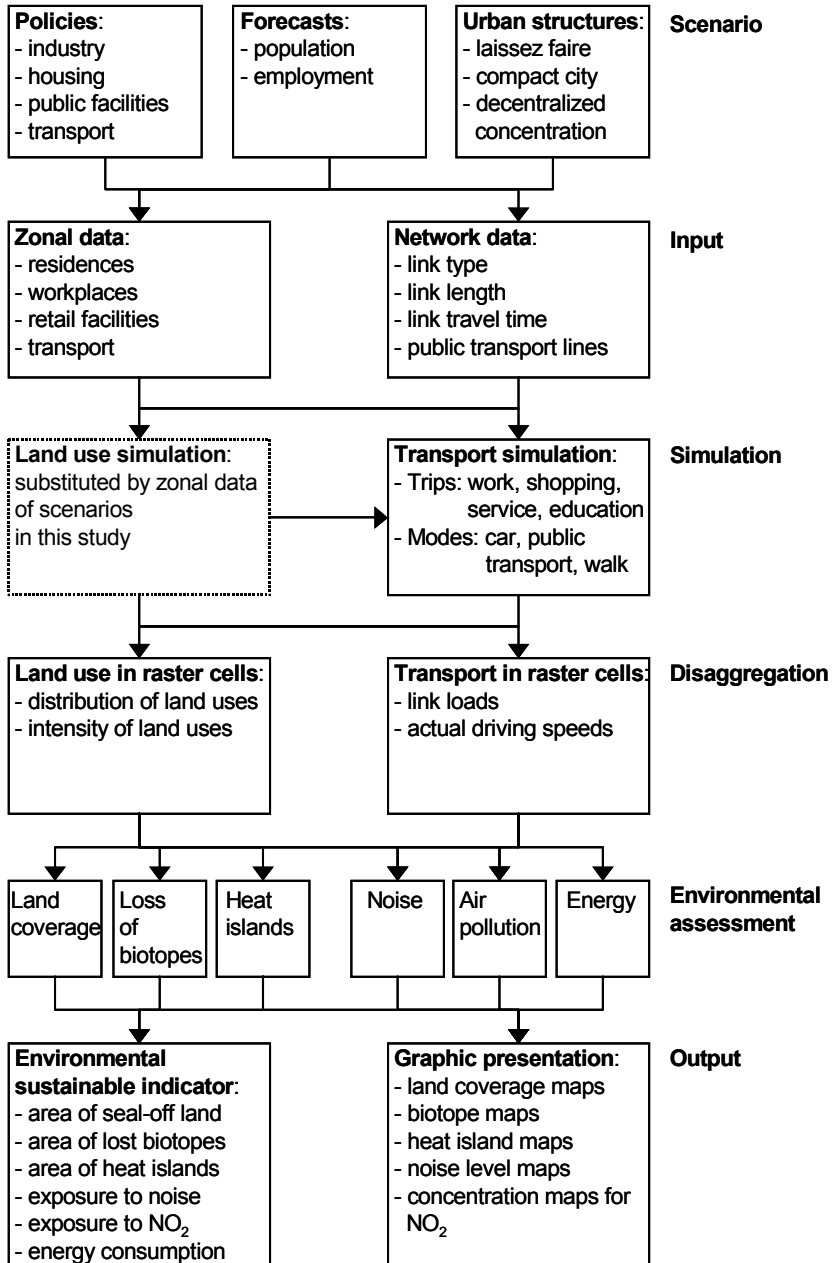 Policies:
- industry
- housing
- public facilities
- transport
Forecasts:
- population
- employment
Urban structures:
- laissez faire
- compact city
- decentralized
concentration
Scenario
Zonal data:
- residences
- workplaces
- retail facilities
- transport
Network data:
- link type
- link length
- link travel time
- public transport lines
Input
Land use simulation:
substituted by zonal data
of scenarios
in this study
Transport simulation:
- Trips: work, shopping,
service, education
- Modes: car, public
transport, walk
Simulation
Land use in raster cells:
- distribution of land uses
- intensity of land uses
Transport in raster cells:
- link loads
- actual driving speeds
Disaggregation
Land
coverage
Loss
of
biotopes
Heat
islands
Noise
Air
pollution
Energy
Environmental
assessment
Environmental
sustainable indicator:
- area of seal-off land
- area of lost biotopes
- area of heat islands
- exposure to noise
- exposure to NO₂
- energy consumption
Graphic presentation:
- land coverage maps
- biotope maps
- heat island maps
- noise level maps
- concentration maps for
NO₂
Output